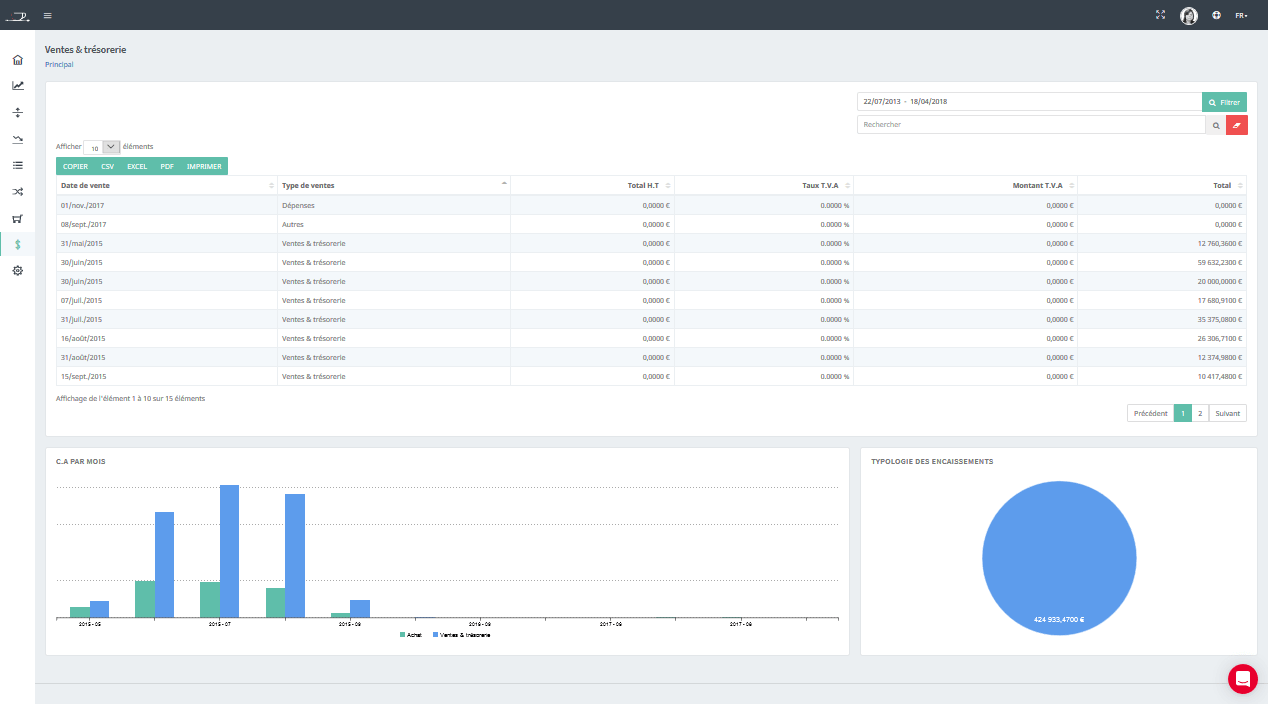 FR
Ventes & trésorerie
Principal
22/07/2013 - 18/04/2018 Filtrer
Rechercher
Afficher 10 éléments
COPIER CSV EXCEL PDF IMPRIMER
Date de vente Type de ventes Total H.T Taux T.V.A Montant T.V.A Total
01/nov./2017 Dépenses 0,0000 € 0.0000 % 0,0000 € 0,0000 €
08/sept./2017 Autres 0,0000 € 0.0000 % 0,0000 € 0,0000 €
31/mai/2015 Ventes & trésorerie 0,0000 € 0.0000 % 0,0000 € 12 760,3600 €
30/juin/2015 Ventes & trésorerie 0,0000 € 0.0000 % 0,0000 € 59 632,2300 €
30/juin/2015 Ventes & trésorerie 0,0000 € 0.0000 % 0,0000 € 20 000,0000 €
07/juil./2015 Ventes & trésorerie 0,0000 € 0.0000 % 0,0000 € 17 680,9100 €
31/juil./2015 Ventes & trésorerie 0,0000 € 0.0000 % 0,0000 € 35 375,0800 €
16/août/2015 Ventes & trésorerie 0,0000 € 0.0000 % 0,0000 € 26 306,7100 €
31/août/2015 Ventes & trésorerie 0,0000 € 0.0000 % 0,0000 € 12 374,9800 €
15/sept./2015 Ventes & trésorerie 0,0000 € 0.0000 % 0,0000 € 10 417,4800 €
Affichage de l'élément 1 à 10 sur 15 éléments
Précédent 1 2 Suivant
C.A PAR MOIS
2015 - 05 2015 - 07 2015 - 09 2016 - 08 2017 - 06 2017 - 08
Achat Ventes & trésorerie
TYPOLOGIE DES ENCAISSEMENTS
424 933,4700 €